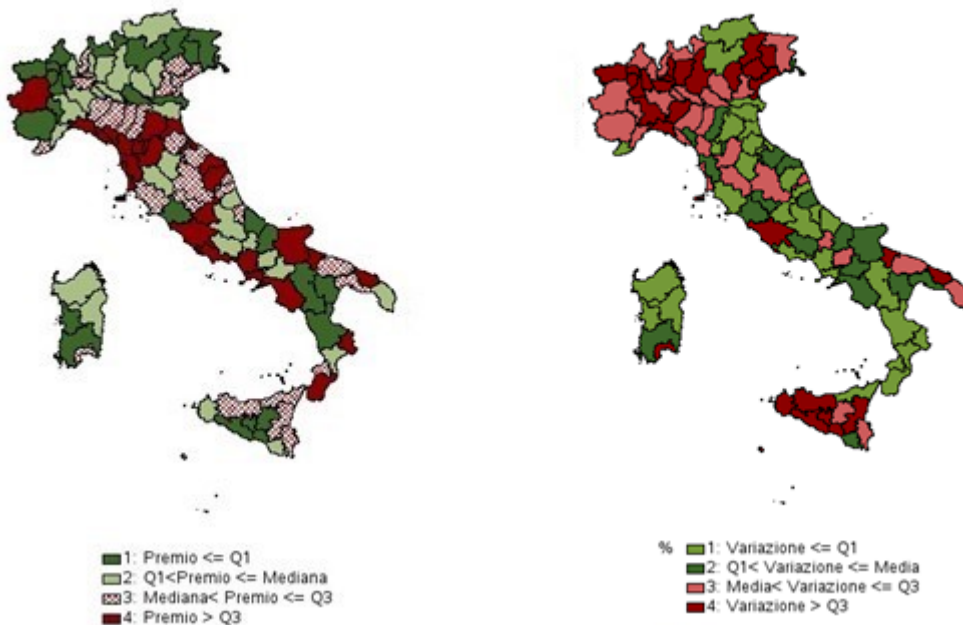 1: Premio <= Q1
2: Q1<Premio <= Mediana
3: Mediana< Premio <= Q3
4: Premio > Q3
% 1: Variazione <= Q1
2: Q1< Variazione <= Media
3: Media< Variazione <= Q3
4: Variazione > Q3